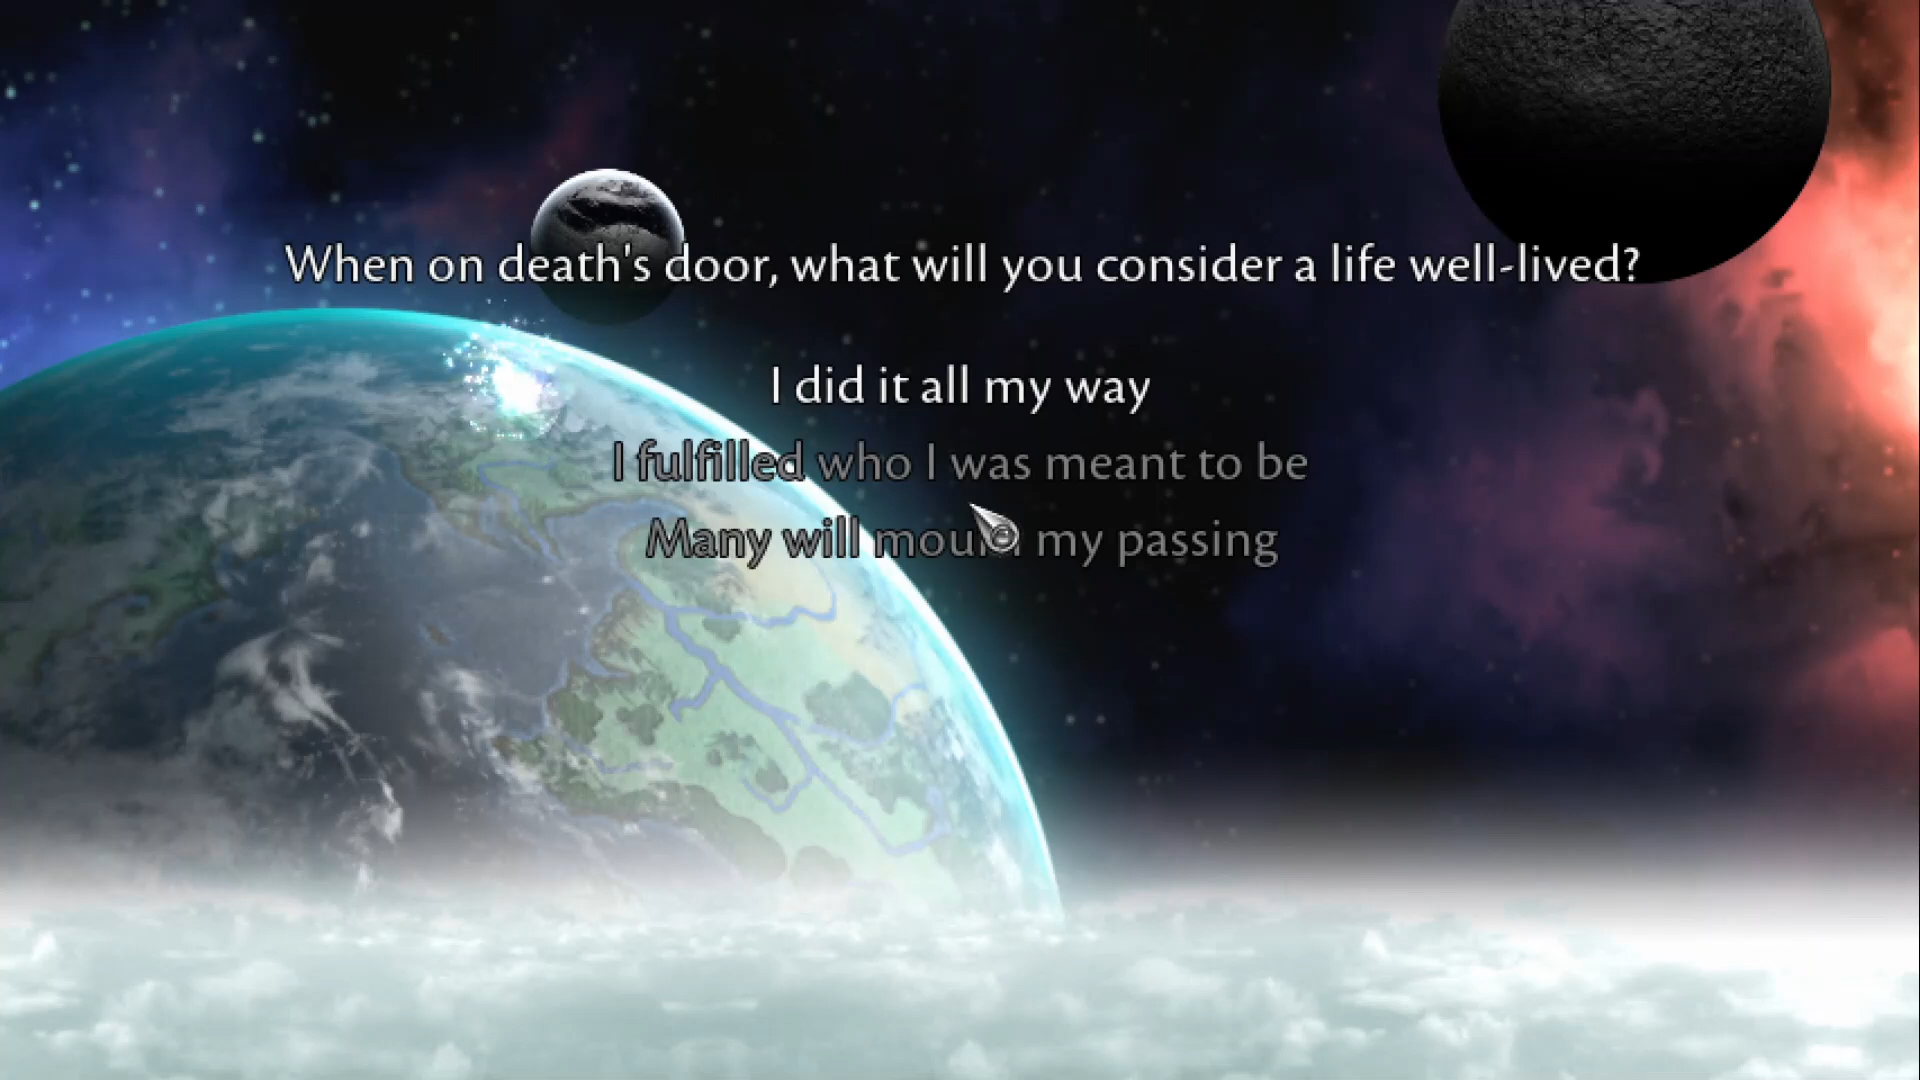 When on death's door, what will you consider a life well-lived?
I did it all my way
I fulfilled who I was meant to be
Many will mourn my passing